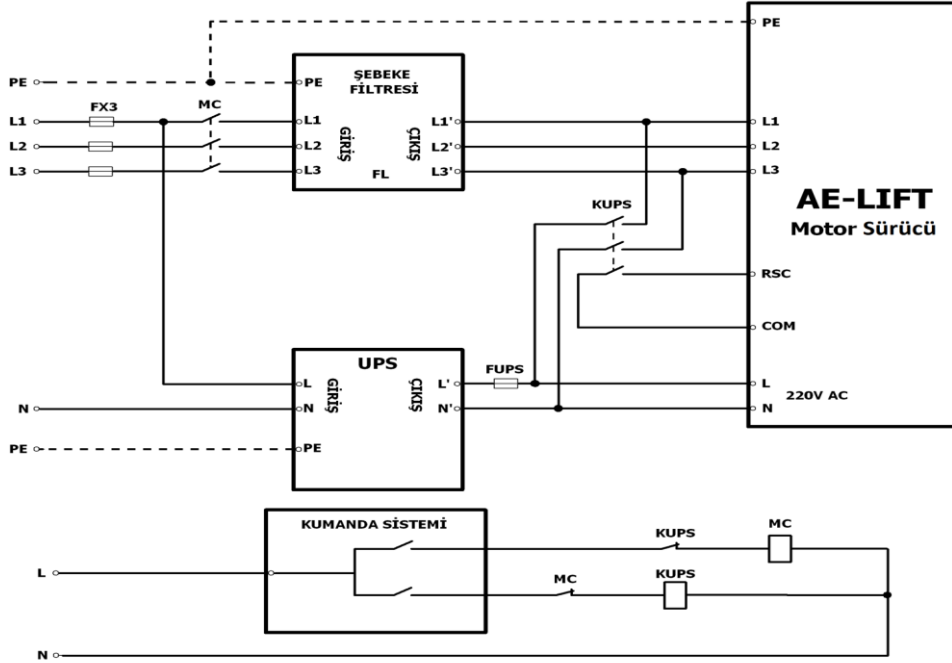 PE
PE
PE
ŞEBEKE
FİLTRESİ
FX3
MC
L1
L1
L1'
L1
L2
L2
L2'
L2
L3
L3
L3'
L3
GİRİŞ
ÇIKIŞ
FL
KUPS
AE-LIFT
Motor Sürücü
RSC
COM
UPS
FUPS
L
L'
L
GİRİŞ
ÇIKIŞ
220V AC
N
N
N'
N
PE
PE
KUMANDA SİSTEMİ
KUPS
MC
L
MC
KUPS
N